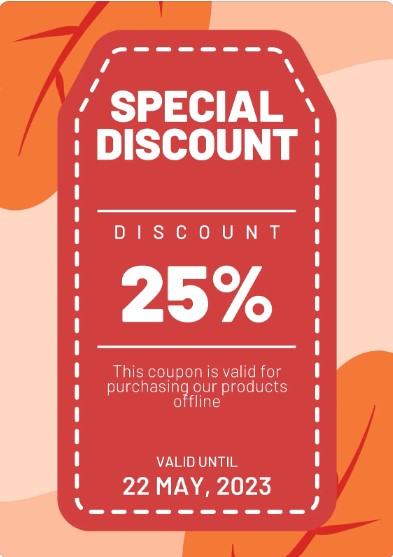 SPECIAL
DISCOUNT
DISCOUNT
25%
This coupon is valid for
purchasing our products
offline
VALID UNTIL
22 MAY, 2023